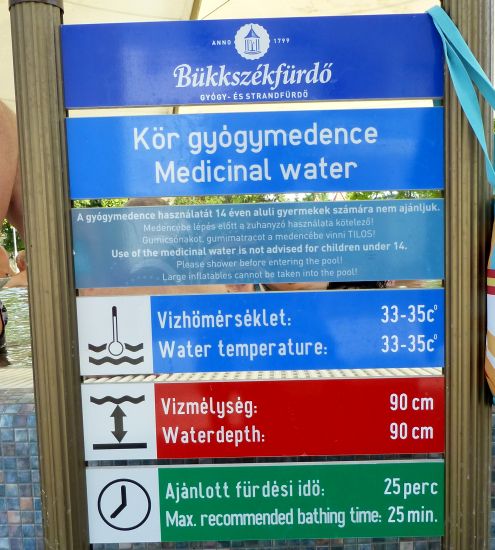 ANNO 1799
Bükkszékfürdő
GYÓGY- ÉS STRANDFÜRDŐ
Kör gyógymedence
Medicinal water
A gyógymedence használatát 14 éven aluli gyermekek számára nem ajánljuk.
Medencébe lépés előtt a zuhanyzó használata kötelező!
Gumicsónakot, gumimatracot a medencébe vinni TILOS!
Use of the medicinal water is not advised for children under 14.
Please shower before entering the pool!
Large inflatables cannot be taken into the pool!
Vizhömérséklet: 33-35c°
Water temperature: 33-35c°
Vizmélység: 90 cm
Waterdepth: 90 cm
Ajánlott fürdési idö: 25 perc
Max. recommended bathing time: 25 min.